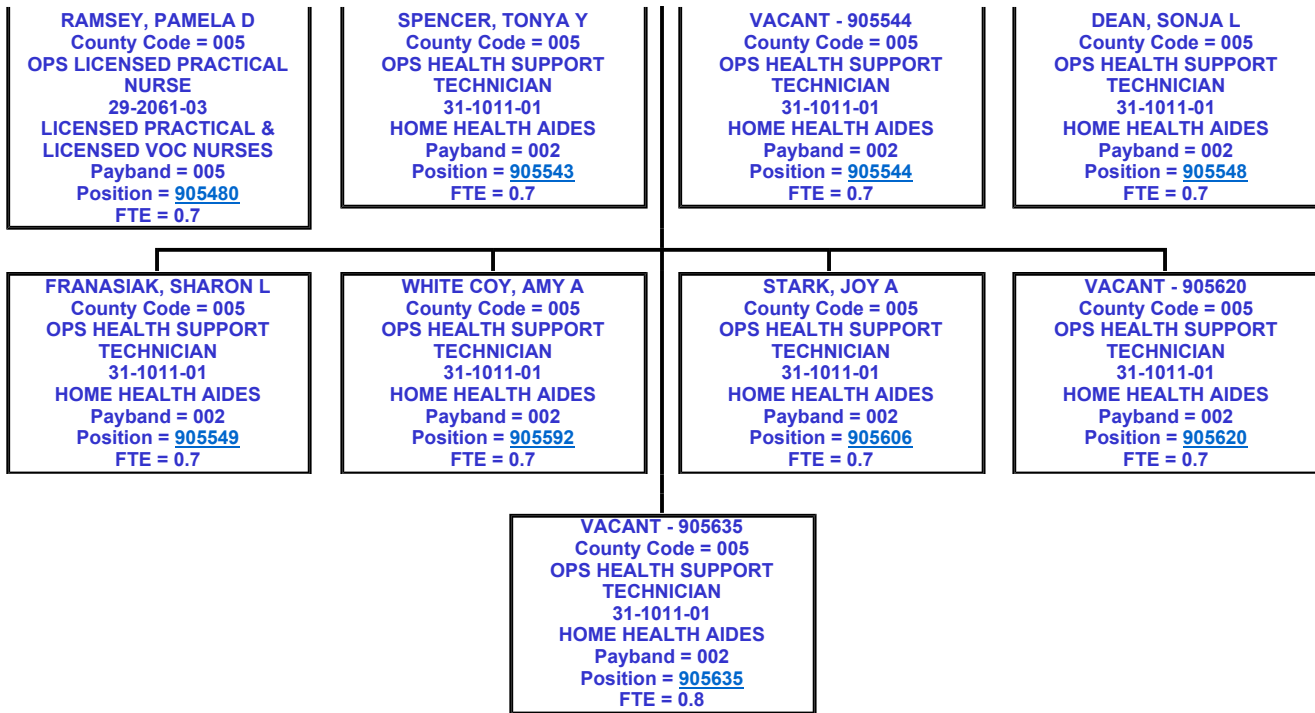 RAMSEY, PAMELA D
County Code = 005
OPS LICENSED PRACTICAL
NURSE
29-2061-03
LICENSED PRACTICAL &
LICENSED VOC NURSES
Payband = 005
Position = 905480
FTE = 0.7
SPENCER, TONYA Y
County Code = 005
OPS HEALTH SUPPORT
TECHNICIAN
31-1011-01
HOME HEALTH AIDES
Payband = 002
Position = 905543
FTE = 0.7
VACANT - 905544
County Code = 005
OPS HEALTH SUPPORT
TECHNICIAN
31-1011-01
HOME HEALTH AIDES
Payband = 002
Position = 905544
FTE = 0.7
DEAN, SONJA L
County Code = 005
OPS HEALTH SUPPORT
TECHNICIAN
31-1011-01
HOME HEALTH AIDES
Payband = 002
Position = 905548
FTE = 0.7
FRANASIAK, SHARON L
County Code = 005
OPS HEALTH SUPPORT
TECHNICIAN
31-1011-01
HOME HEALTH AIDES
Payband = 002
Position = 905549
FTE = 0.7
WHITE COY, AMY A
County Code = 005
OPS HEALTH SUPPORT
TECHNICIAN
31-1011-01
HOME HEALTH AIDES
Payband = 002
Position = 905592
FTE = 0.7
STARK, JOY A
County Code = 005
OPS HEALTH SUPPORT
TECHNICIAN
31-1011-01
HOME HEALTH AIDES
Payband = 002
Position = 905606
FTE = 0.7
VACANT - 905620
County Code = 005
OPS HEALTH SUPPORT
TECHNICIAN
31-1011-01
HOME HEALTH AIDES
Payband = 002
Position = 905620
FTE = 0.7
VACANT - 905635
County Code = 005
OPS HEALTH SUPPORT
TECHNICIAN
31-1011-01
HOME HEALTH AIDES
Payband = 002
Position = 905635
FTE = 0.8